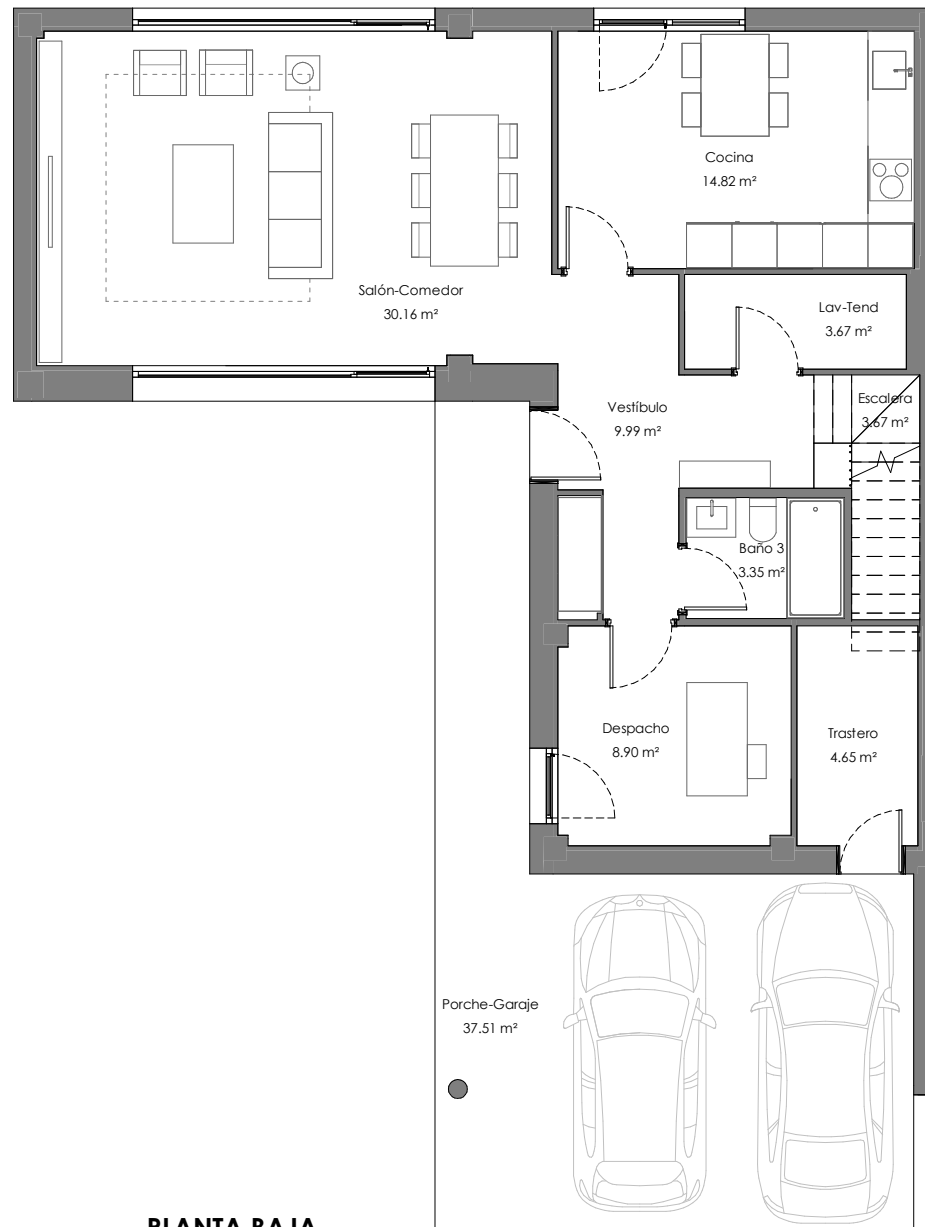 Cocina
14.82 m²
Salón-Comedor
30.16 m²
Lav-Tend
3.67 m²
Escalera
3.67 m²
Vestíbulo
9.99 m²
Baño 3
3.35 m²
Despacho
8.90 m²
Trastero
4.65 m²
Porche-Garaje
37.51 m²
PLANTA BAJA